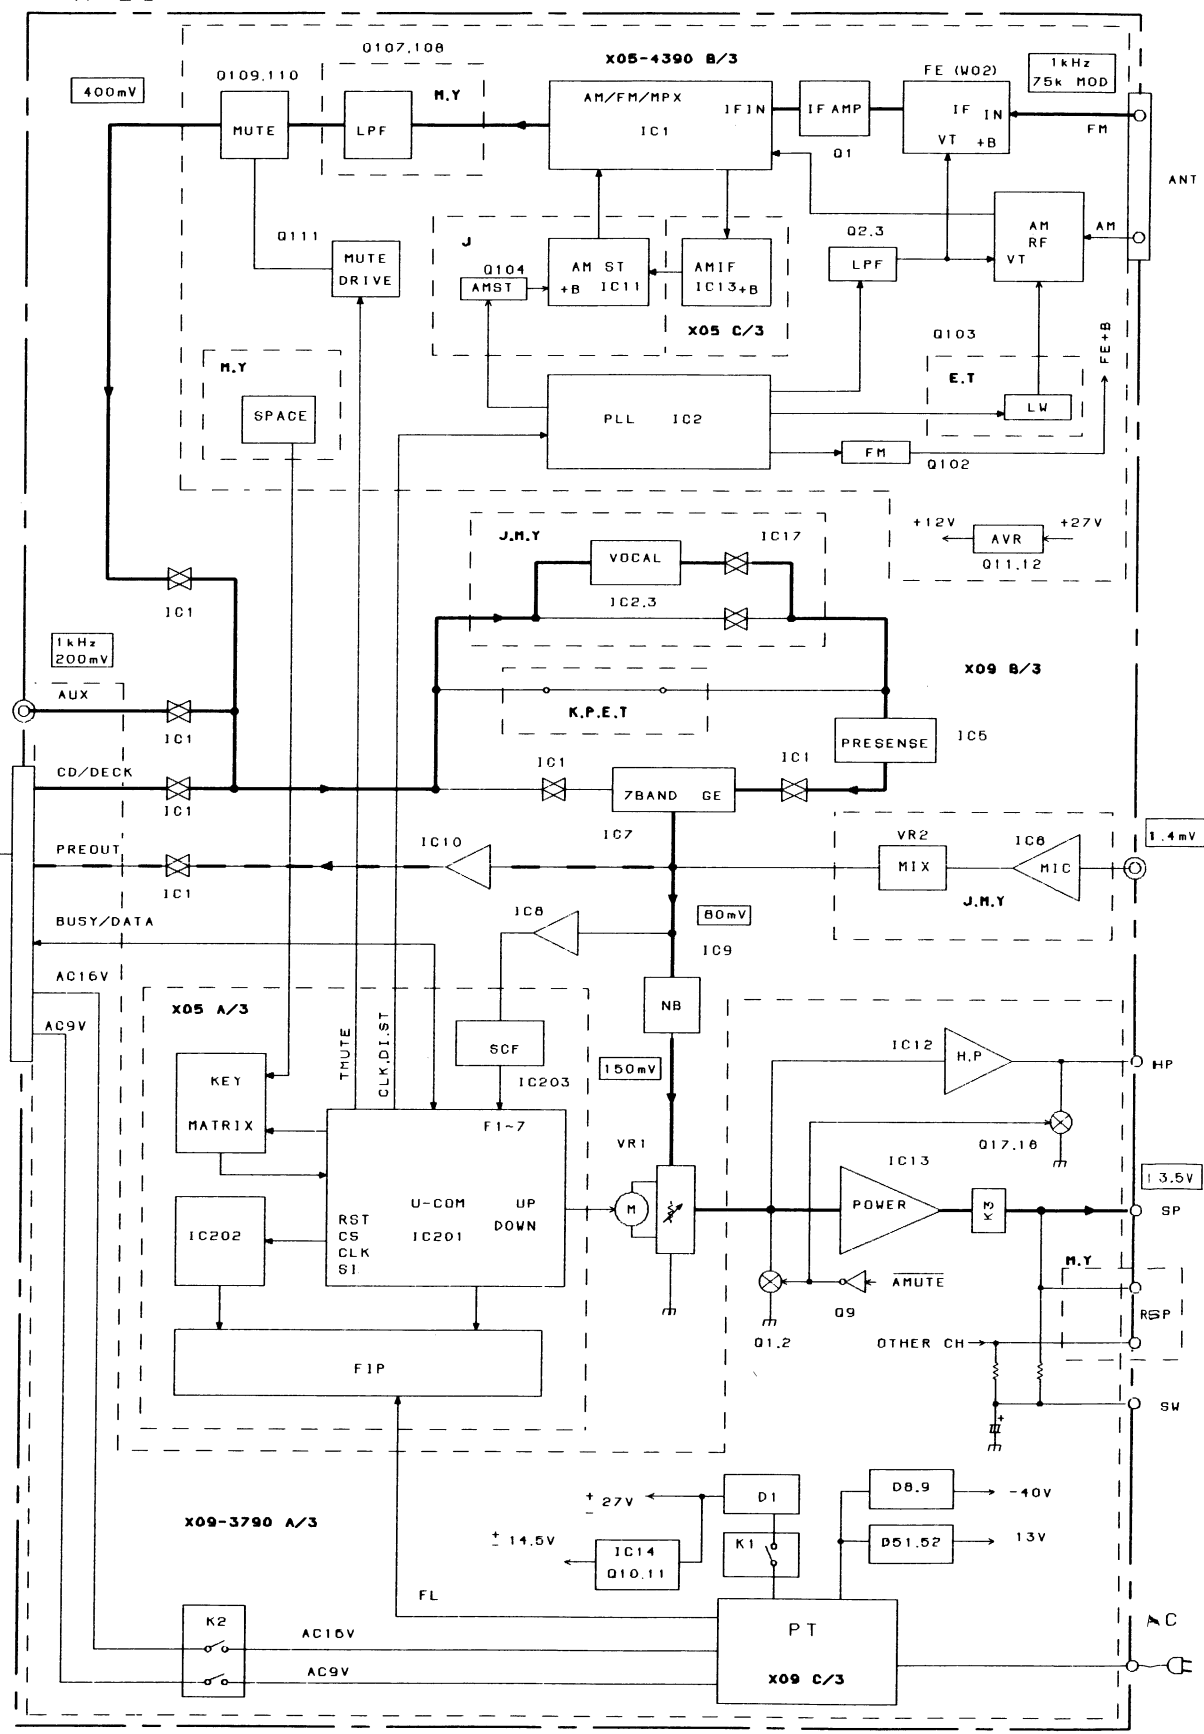 Q107,108
X05-4390 B/3
1kHz
75k MOD
FE (W02)
400mV
Q109,110
M.Y
AM/FM/MPX
IFIN
IC1
IF AMP
IF
IN
VT
+B
FM
MUTE
LPF
Q1
ANT
Q111
J
Q2,3
AM
RF
VT
AM
MUTE
DRIVE
Q104
AMST
AM ST
+B
IC11
AMIF
IC13
+B
LPF
X05 C/3
Q103
FE+B
M.Y
E.T
SPACE
PLL
IC2
LW
FM
Q102
+12V
+27V
AVR
Q11,12
J.M.Y
IC17
VOCAL
IC2,3
IC1
1kHz
200mV
X09 B/3
AUX
K.P.E.T
IC1
PRESENSE
IC5
CD/DECK
IC1
IC1
IC1
7BAND GE
IC7
VR2
IC6
1.4mV
PREOUT
IC10
MIX
MIC
IC1
J.M.Y
BUSY/DATA
IC8
80mV
IC9
AC16V
X05 A/3
NB
AC9V
TMUTE
CLK,DI,ST
SCF
IC12
H.P
HP
KEY
MATRIX
IC203
150mV
F1~7
VR1
Q17,18
IC13
13.5V
U-COM
UP
DOWN
M
POWER
K3
SP
IC202
RST
CS
CLK
SI
IC201
M.Y
AMUTE
Q9
Q1,2
RSP
OTHER CH
FIP
SW
+
± 27V
D1
D8,9
-40V
X09-3790 A/3
± 14.5V
IC14
Q10,11
K1
D51,52
13V
FL
K2
PT
AC
AC16V
AC9V
X09 C/3